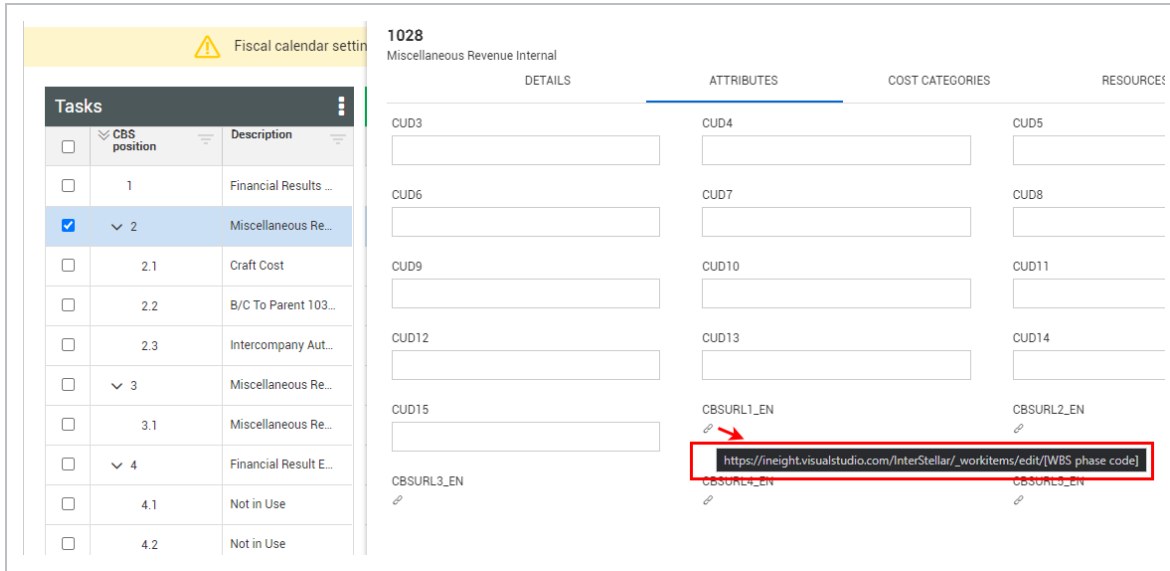 Fiscal calendar settin
Tasks
CBS
position
Description
1
Financial Results ...
2
Miscellaneous Re...
2.1
Craft Cost
2.2
B/C To Parent 103...
2.3
Intercompany Aut...
3
Miscellaneous Re...
3.1
Miscellaneous Re...
4
Financial Result E...
4.1
Not in Use
4.2
Not in Use
1028
Miscellaneous Revenue Internal
DETAILS
ATTRIBUTES
COST CATEGORIES
RESOURCES
CUD3
CUD4
CUD5
CUD6
CUD7
CUD8
CUD9
CUD10
CUD11
CUD12
CUD13
CUD14
CUD15
CBSURL1_EN
CBSURL2_EN
https://ineight.visualstudio.com/InterStellar/_workitems/edit/[WBS phase code]
CBSURL3_EN
CBSURL4_EN
CBSURL5_EN